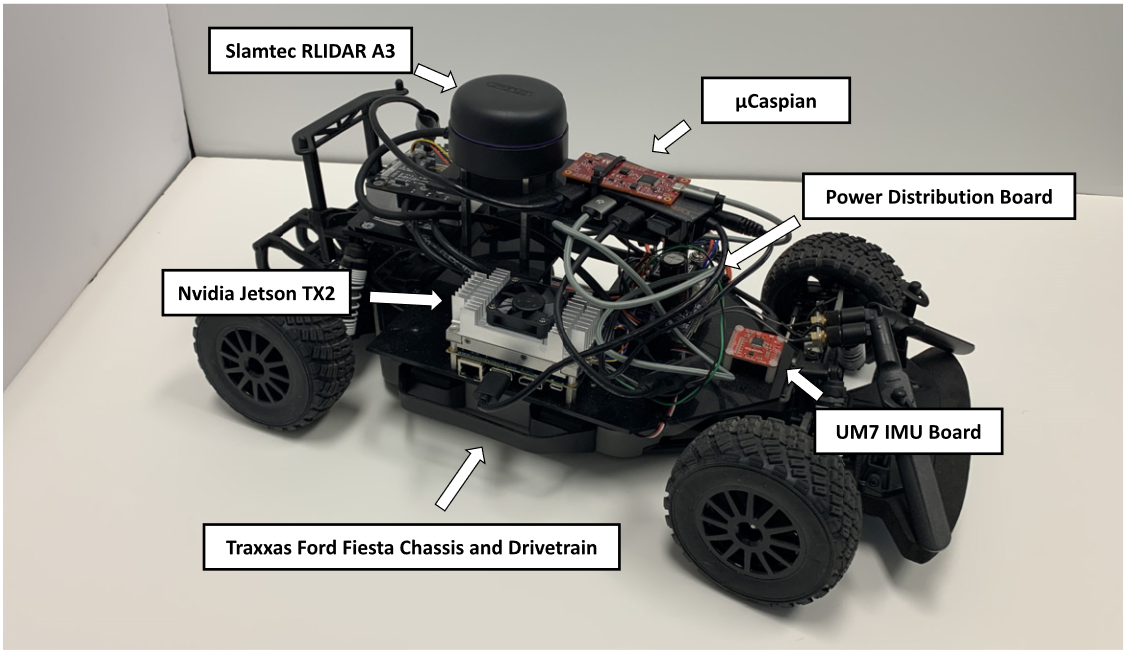 Slamtec RLIDAR A3
µCaspian
Power Distribution Board
Nvidia Jetson TX2
UM7 IMU Board
Traxxas Ford Fiesta Chassis and Drivetrain